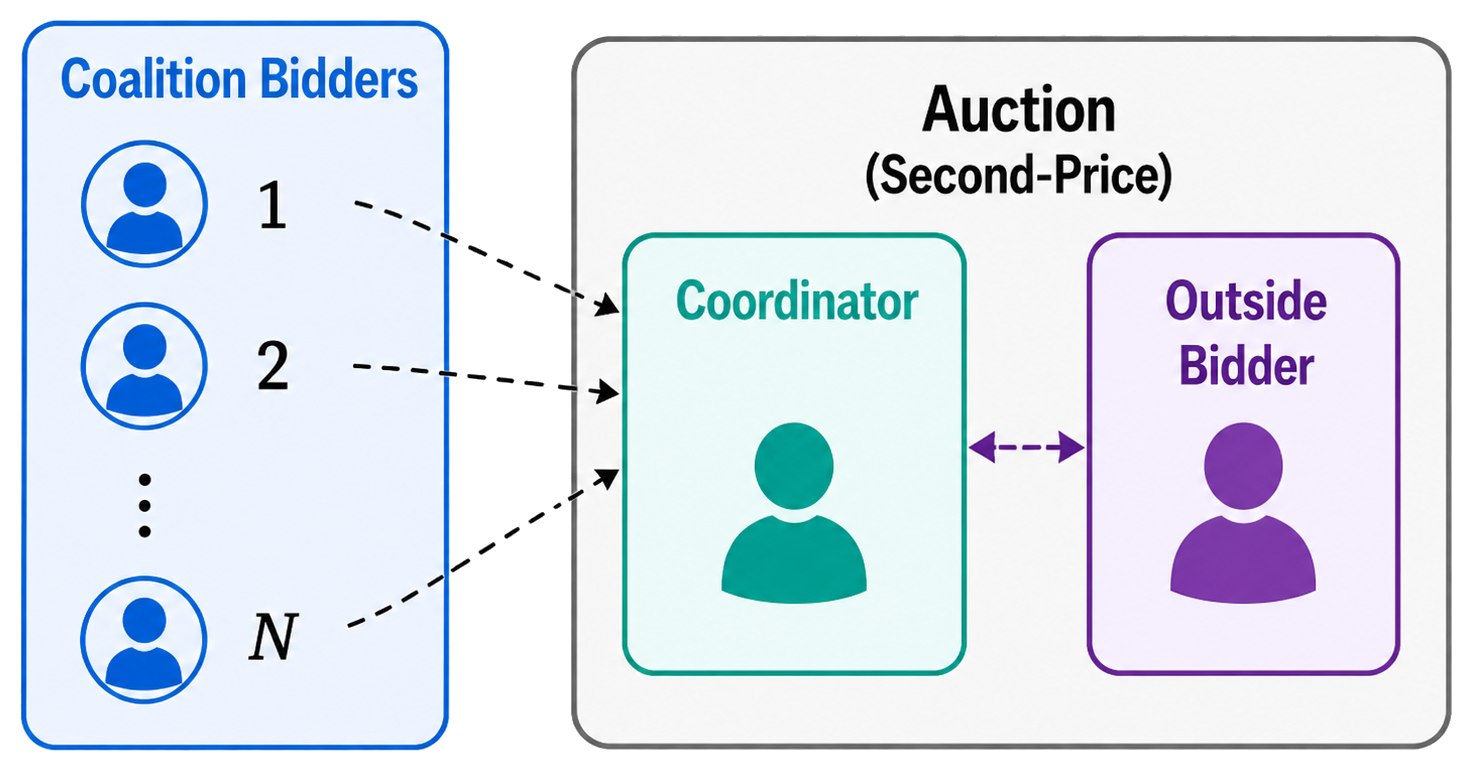 Coalition Bidders
1
2
N
Auction
(Second-Price)
Coordinator
Outside
Bidder